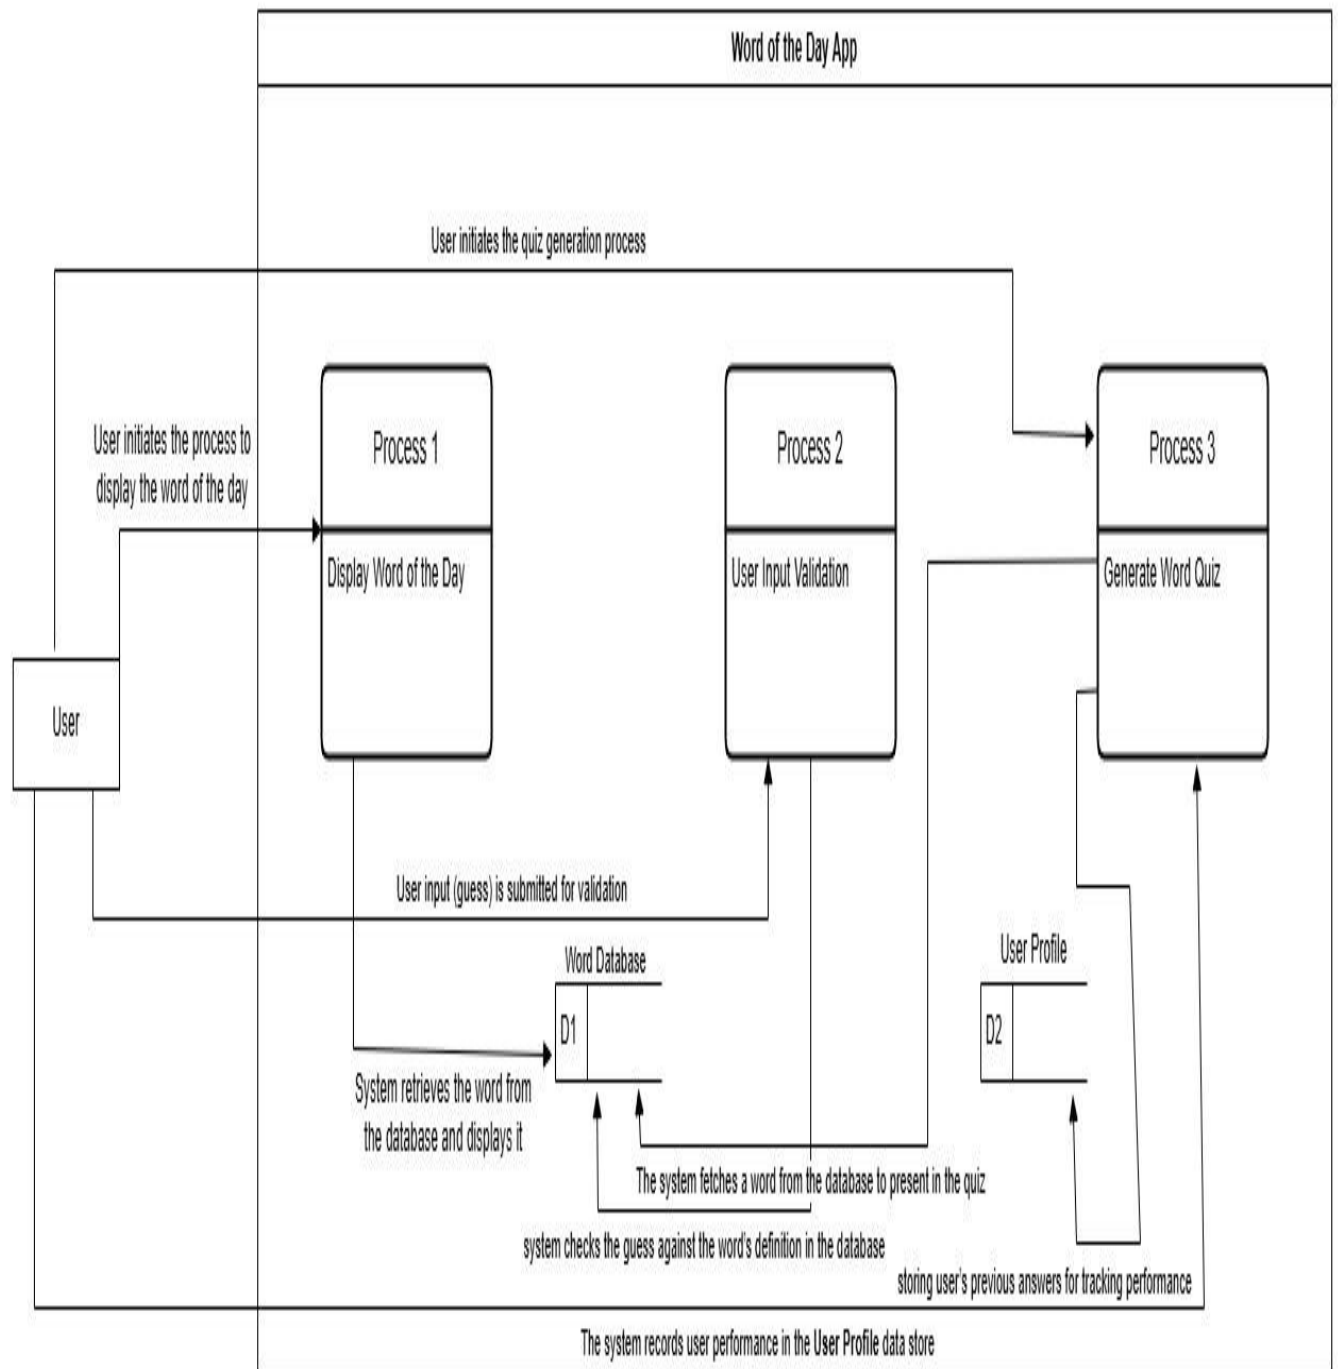 Word of the Day App
User initiates the quiz generation process
User initiates the process to
display the word of the day
Process 1
Display Word of the Day
Process 2
User Input Validation
Process 3
Generate Word Quiz
User
User input (guess) is submitted for validation
Word Database
D1
User Profile
D2
System retrieves the word from
the database and displays it
The system fetches a word from the database to present in the quiz
system checks the guess against the word's definition in the database
storing user's previous answers for tracking performance
The system records user performance in the User Profile data store